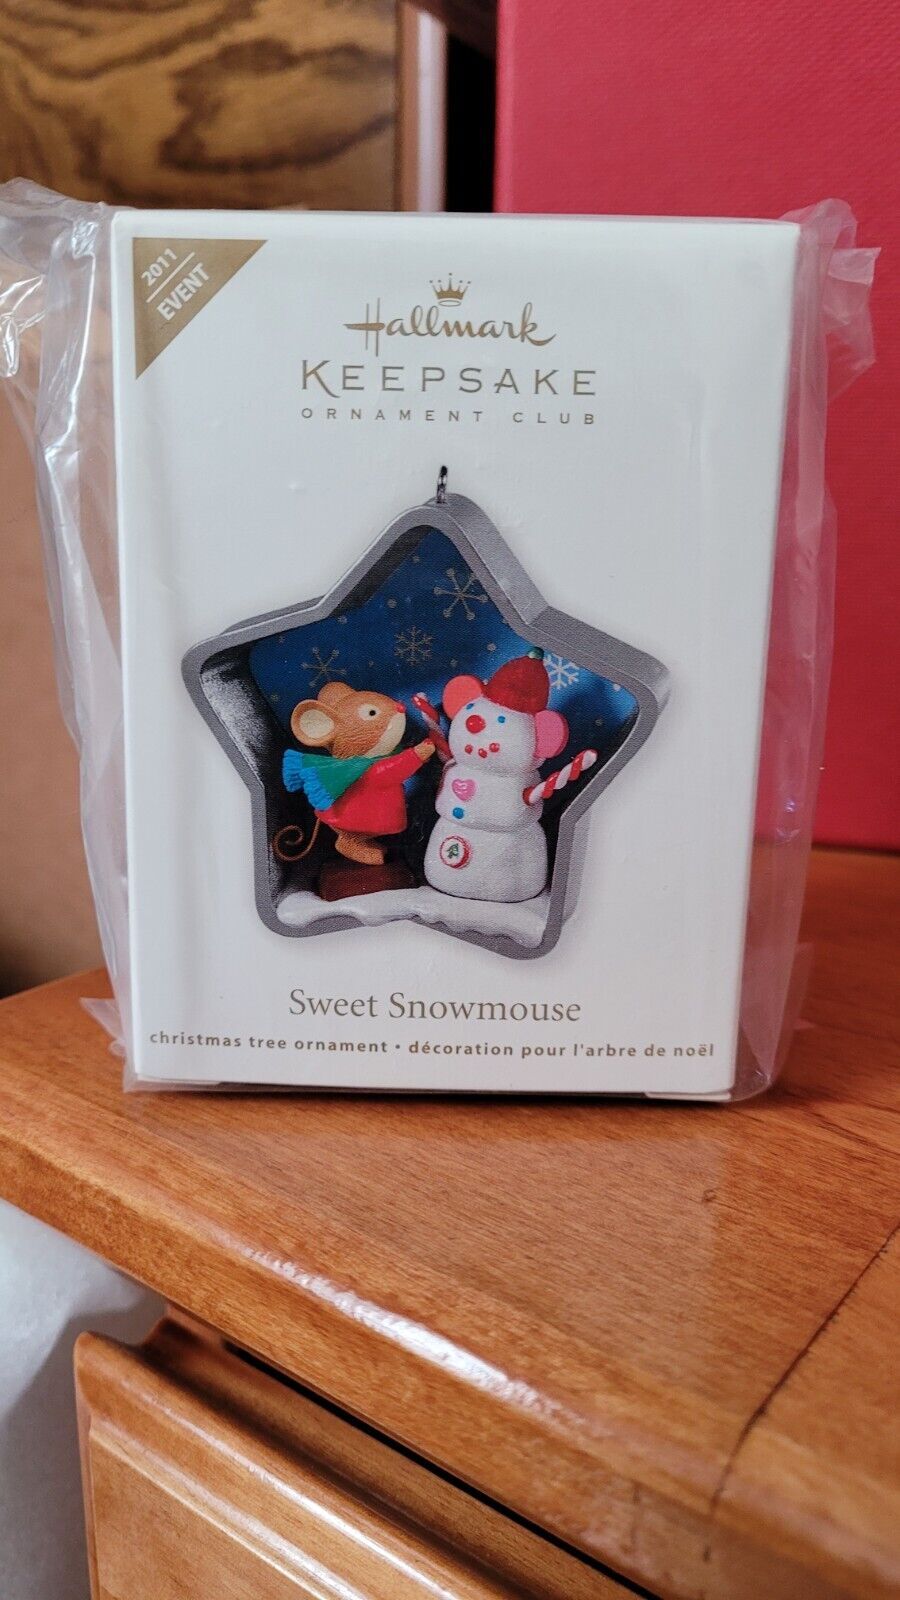 2011
EVENT
Hallmark
KEEPSAKE
ORNAMENT CLUB
Sweet Snowmouse
christmas tree ornament • décoration pour l'arbre de noël